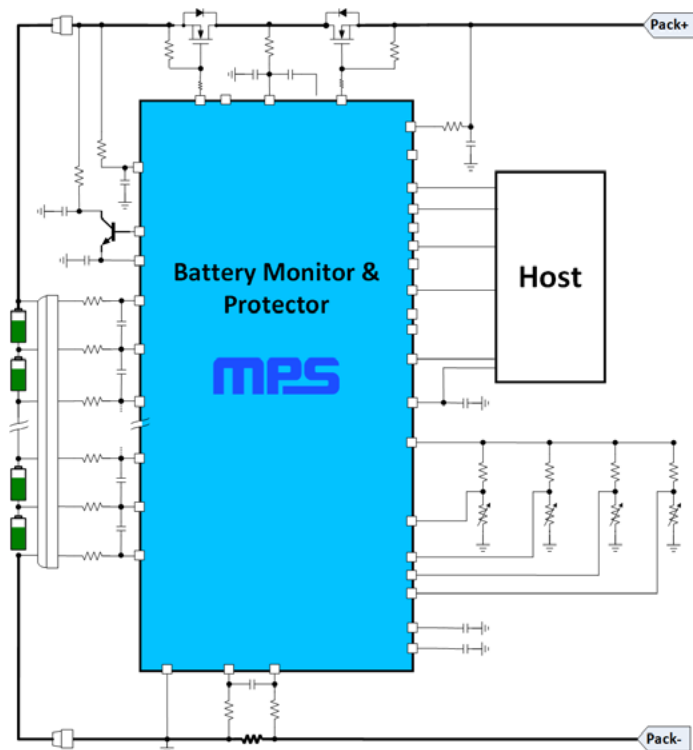 Pack+
Battery Monitor &
Protector
mps
Host
Pack-